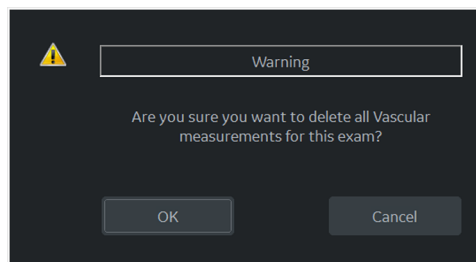 Warning
Are you sure you want to delete all Vascular
measurements for this exam?
OK
Cancel